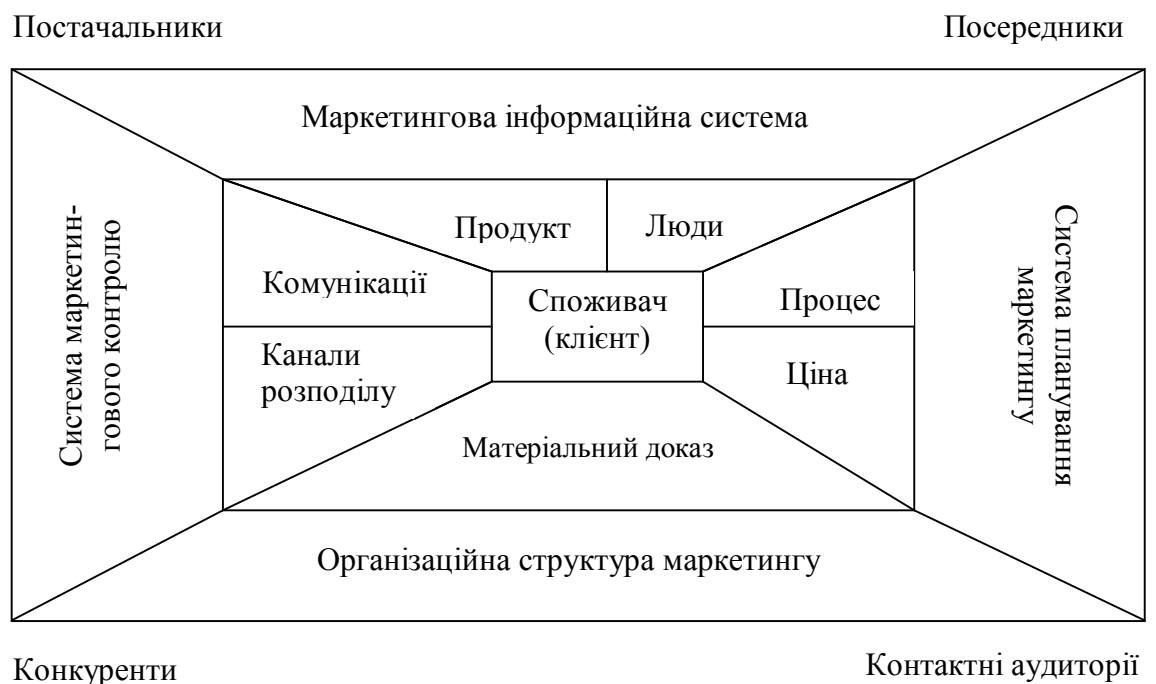 Постачальники
Посередники
Маркетингова інформаційна система
Продукт
Люди
Система маркетин-
гового контролю
Комунікації
Споживач
(клієнт)
Процес
Система планування
маркетингу
Канали
розподілу
Ціна
Матеріальний доказ
Організаційна структура маркетингу
Конкуренти
Контактні аудиторії